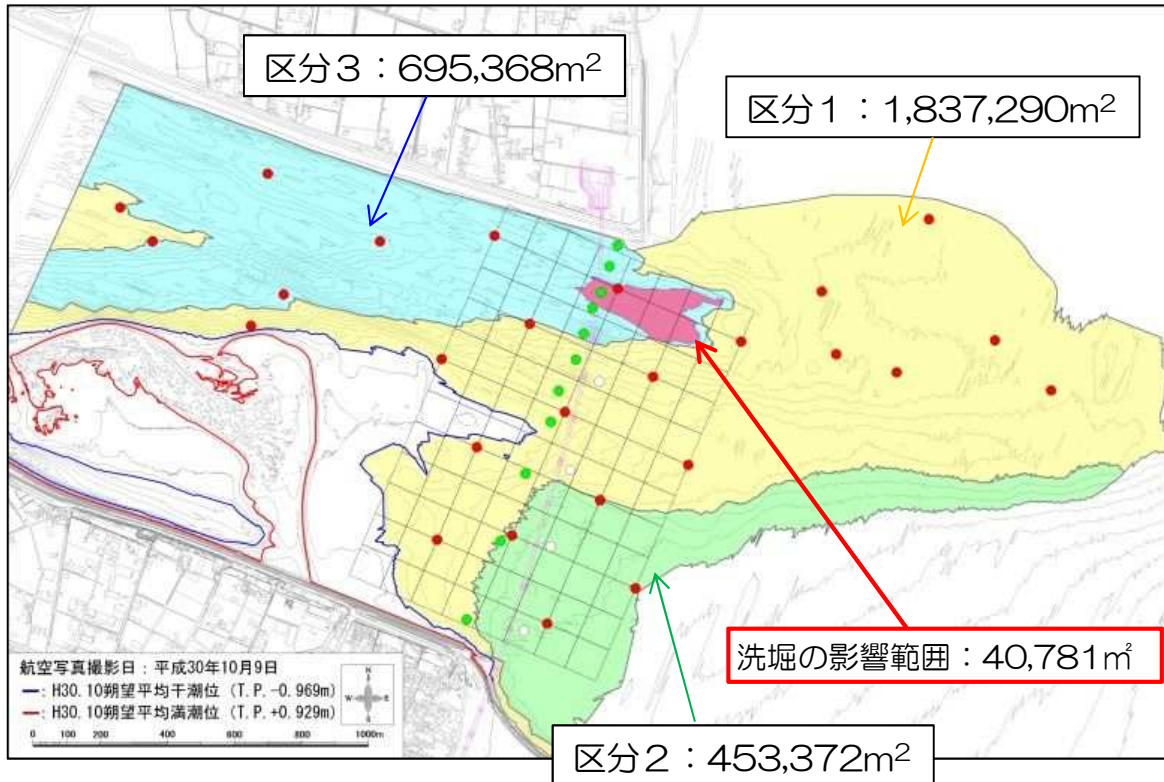 区分3：695,368m²
区分1：1,837,290m²
洗堀の影響範囲：40,781㎡
航空写真撮影日：平成30年10月9日
―: H30.10朔望平均干潮位 (T.P.-0.969m)
―: H30.10朔望平均満潮位 (T.P.+0.929m)
N
W
E
S
0 200 400 600 800 1000m
区分2：453,372m²